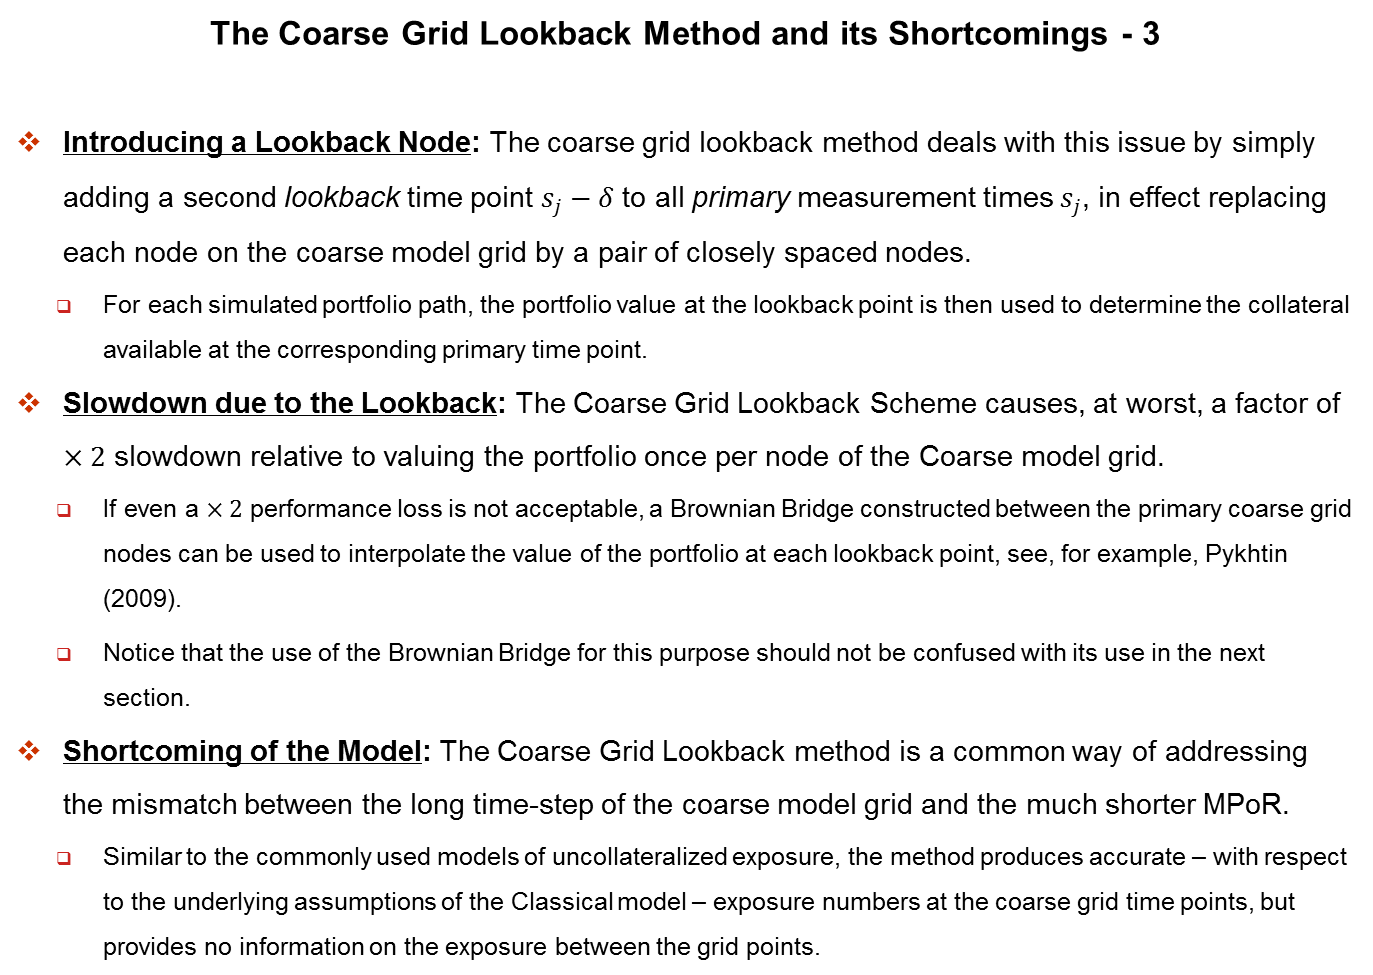 The Coarse Grid Lookback Method and its Shortcomings - 3
Introducing a Lookback Node: The coarse grid lookback method deals with this issue by simply
adding a second lookback time point sⱼ − δ to all primary measurement times sⱼ, in effect replacing
each node on the coarse model grid by a pair of closely spaced nodes.
For each simulated portfolio path, the portfolio value at the lookback point is then used to determine the collateral
available at the corresponding primary time point.
Slowdown due to the Lookback: The Coarse Grid Lookback Scheme causes, at worst, a factor of
× 2 slowdown relative to valuing the portfolio once per node of the Coarse model grid.
If even a × 2 performance loss is not acceptable, a Brownian Bridge constructed between the primary coarse grid
nodes can be used to interpolate the value of the portfolio at each lookback point, see, for example, Pykhtin
(2009).
Notice that the use of the Brownian Bridge for this purpose should not be confused with its use in the next
section.
Shortcoming of the Model: The Coarse Grid Lookback method is a common way of addressing
the mismatch between the long time-step of the coarse model grid and the much shorter MPoR.
Similar to the commonly used models of uncollateralized exposure, the method produces accurate – with respect
to the underlying assumptions of the Classical model – exposure numbers at the coarse grid time points, but
provides no information on the exposure between the grid points.